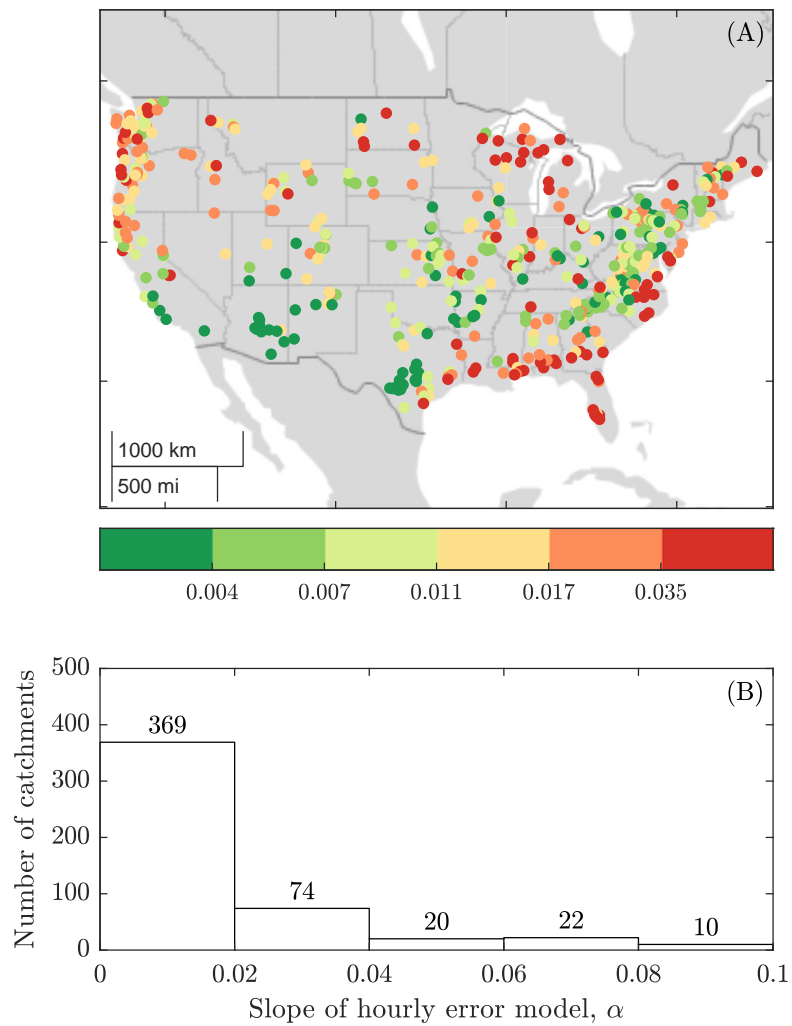 (A)
1000 km
500 mi
0.004 0.007 0.011 0.017 0.035
(B)
Number of catchments
500
400
300
200
100
0
369
74
20
22
10
0 0.02 0.04 0.06 0.08 0.1
Slope of hourly error model, α